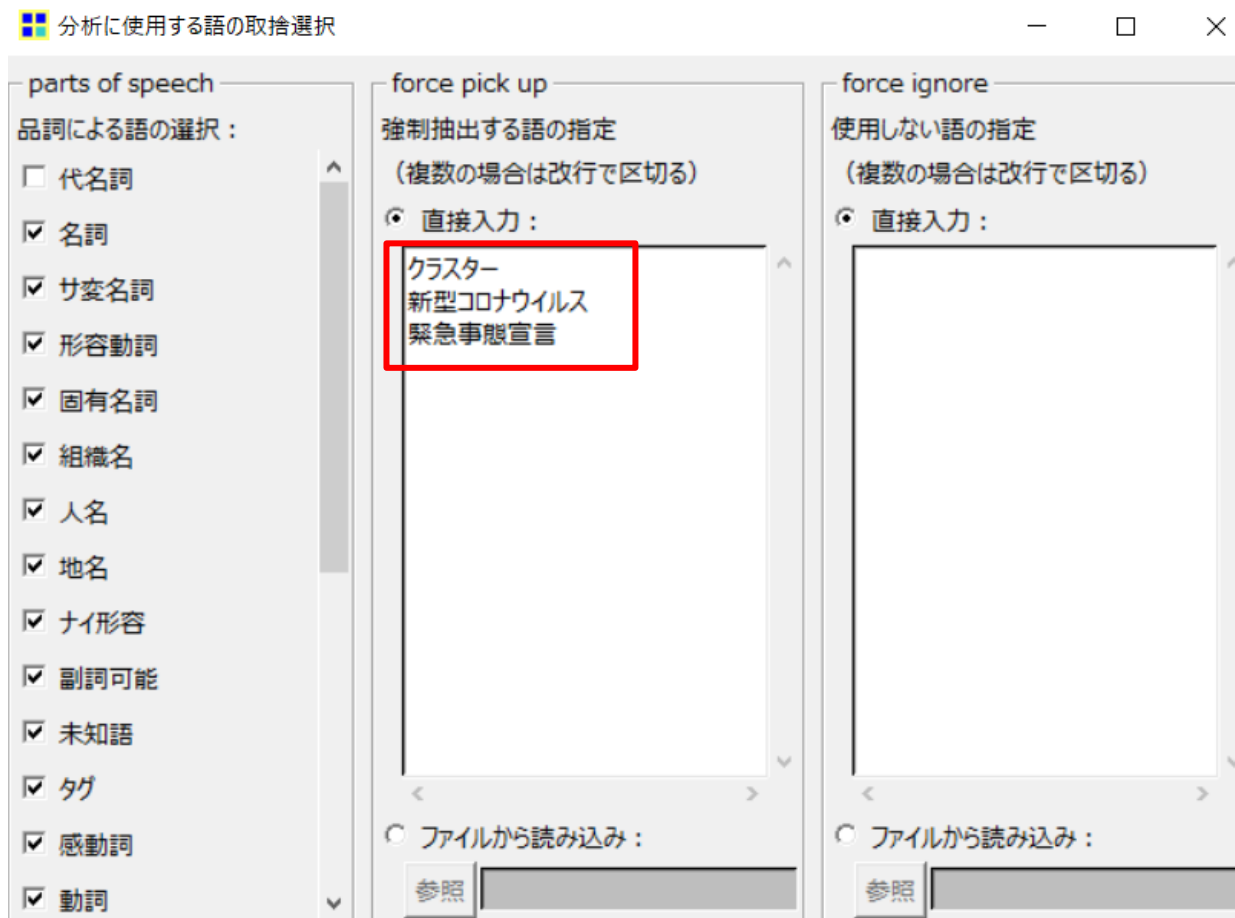 分析に使用する語の取捨選択
parts of speech
品詞による語の選択：
代名詞
名詞
サ変名詞
形容動詞
固有名詞
組織名
人名
地名
ナイ形容
副詞可能
未知語
タグ
感動詞
動詞
force pick up
強制抽出する語の指定
（複数の場合は改行で区切る）
直接入力：
クラスター
新型コロナウイルス
緊急事態宣言
ファイルから読み込み：
参照
force ignore
使用しない語の指定
（複数の場合は改行で区切る）
直接入力：
ファイルから読み込み：
参照